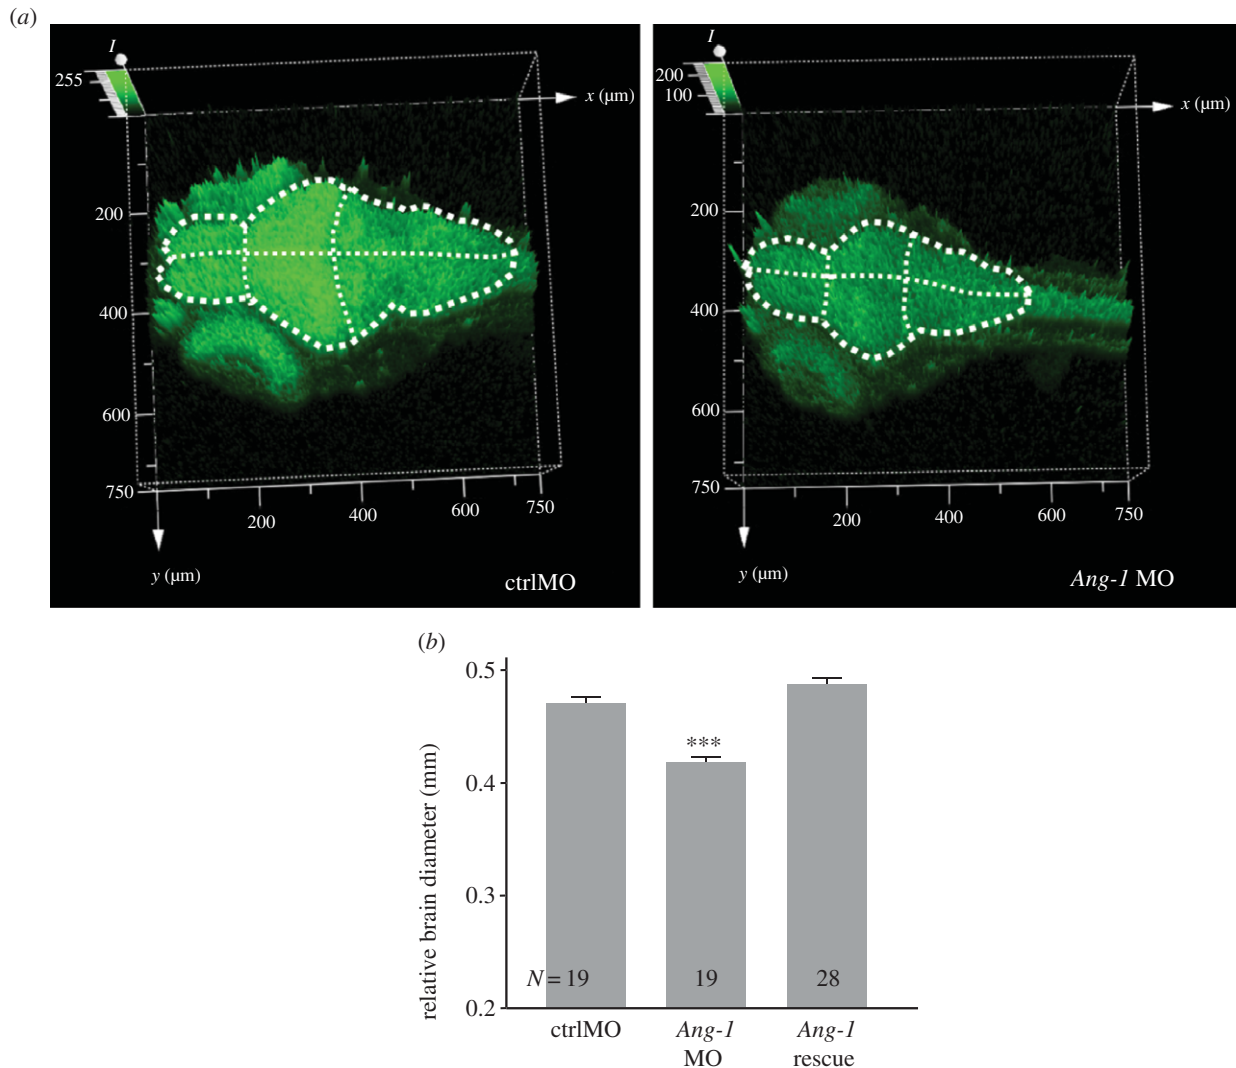 (a)
I
255
x (μm)
200
400
600
750
200
400
600
750
y (μm)
ctrlMO
I
200
100
x (μm)
200
400
600
750
200
400
600
750
y (μm)
Ang-1 MO
(b)
relative brain diameter (mm)
0.5
0.4
0.3
0.2
***
N = 19
19
28
ctrlMO
Ang-1
MO
Ang-1
rescue